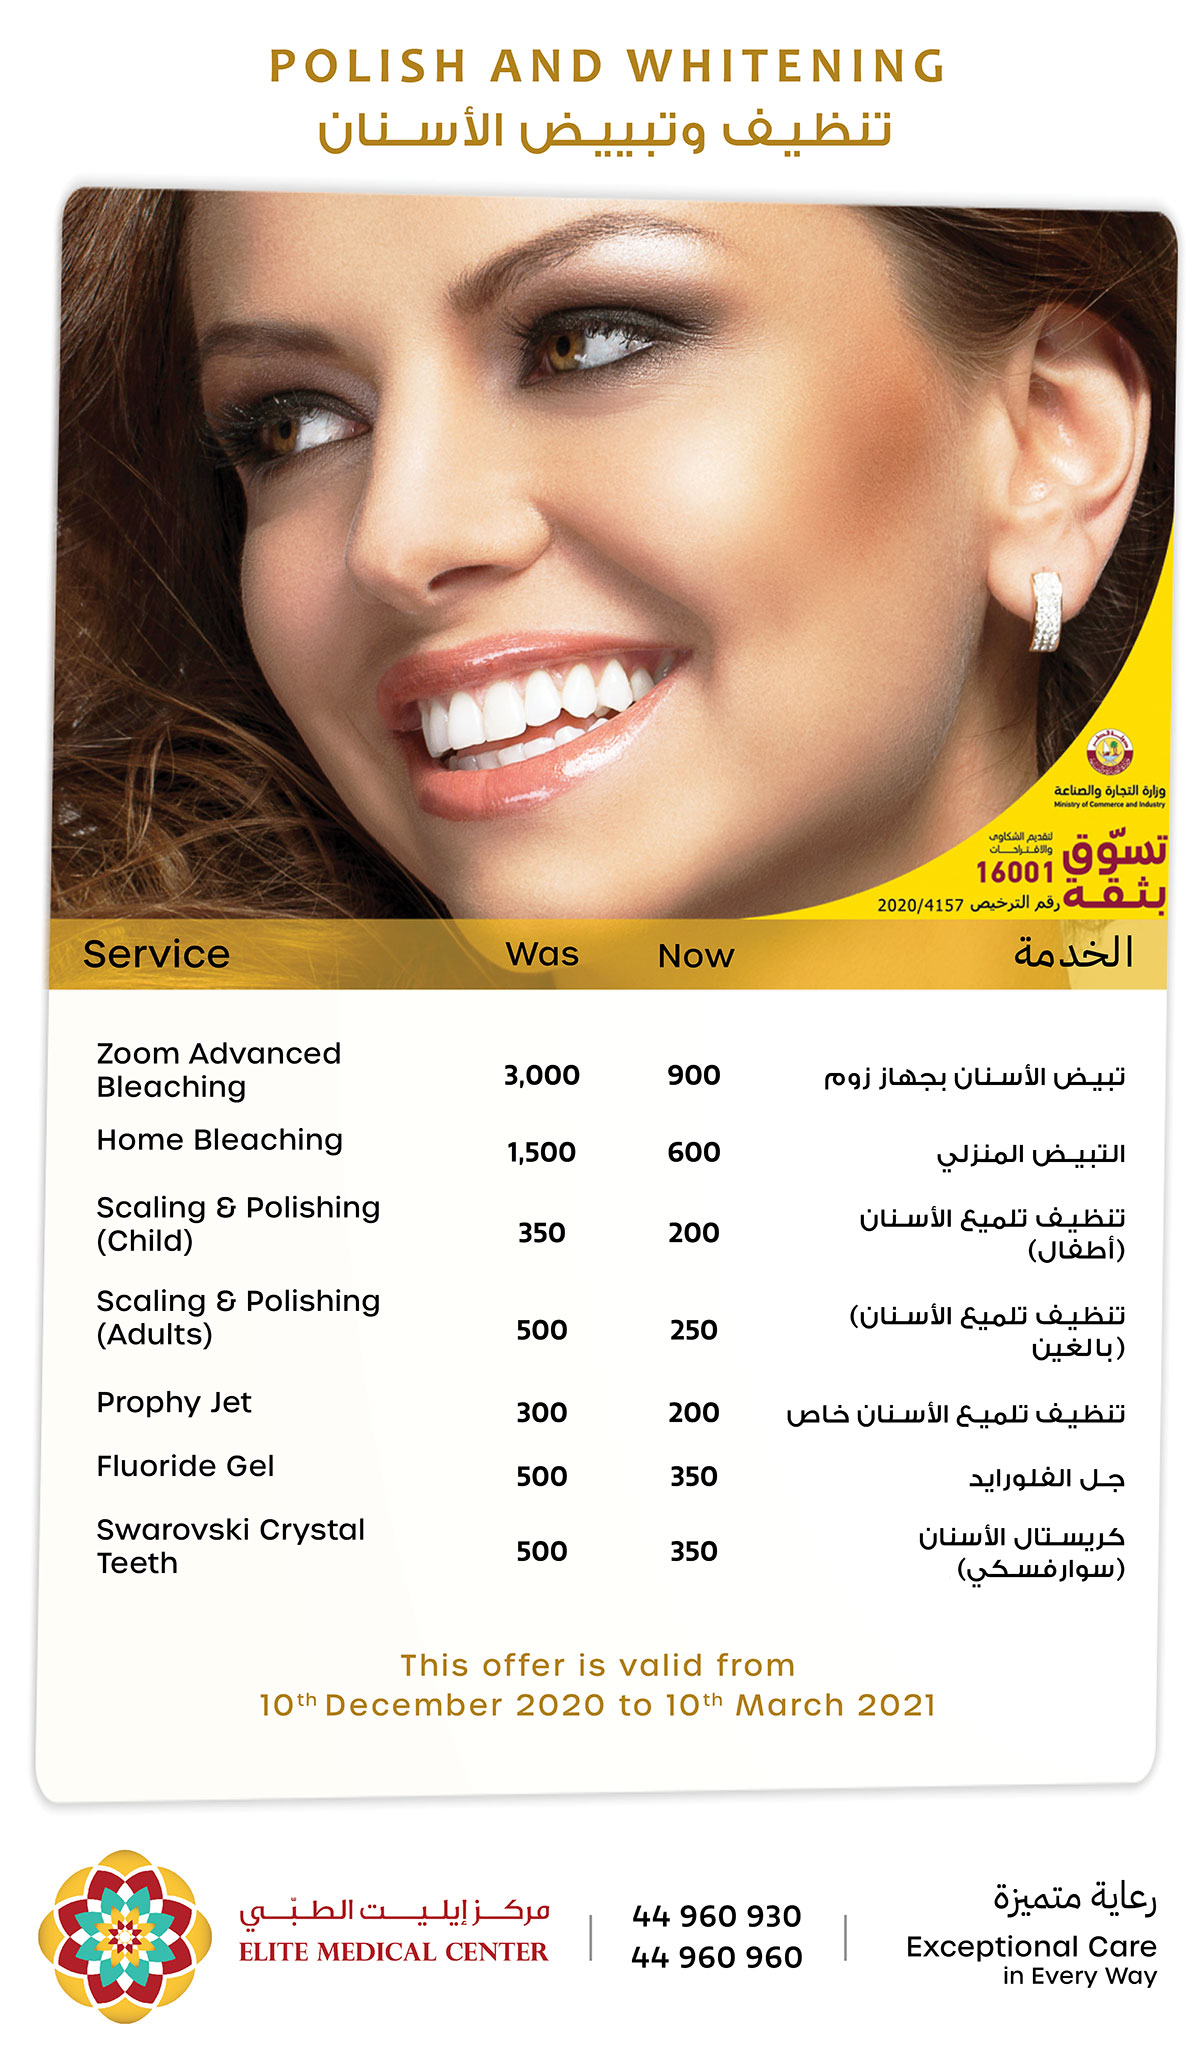 POLISH AND WHITENING
تنظيف وتبييض الأسنان
وزارة التجارة والصناعة
Ministry of Commerce and Industry
تسوّق
بثقة
لتقديم الشكاوى
والاقتراحات
16001
رقم الترخيص 2020/4157
Service Was Now الخدمة
Zoom Advanced
Bleaching
3,000 900 تبيض الأسنان بجهاز زوم
Home Bleaching 1,500 600 التبيض المنزلي
Scaling & Polishing
(Child)
350 200 تنظيف تلميع الأسنان
(أطفال)
Scaling & Polishing
(Adults)
500 250 تنظيف تلميع الأسنان)
(بالغين
Prophy Jet 300 200 تنظيف تلميع الأسنان خاص
Fluoride Gel 500 350 جل الفلورايد
Swarovski Crystal
Teeth
500 350 كريستال الأسنان
(سوارفسكي)
This offer is valid from
10th December 2020 to 10th March 2021
مركز إيليت الطبّي
ELITE MEDICAL CENTER
44 960 930
44 960 960
رعاية متميزة
Exceptional Care
in Every Way